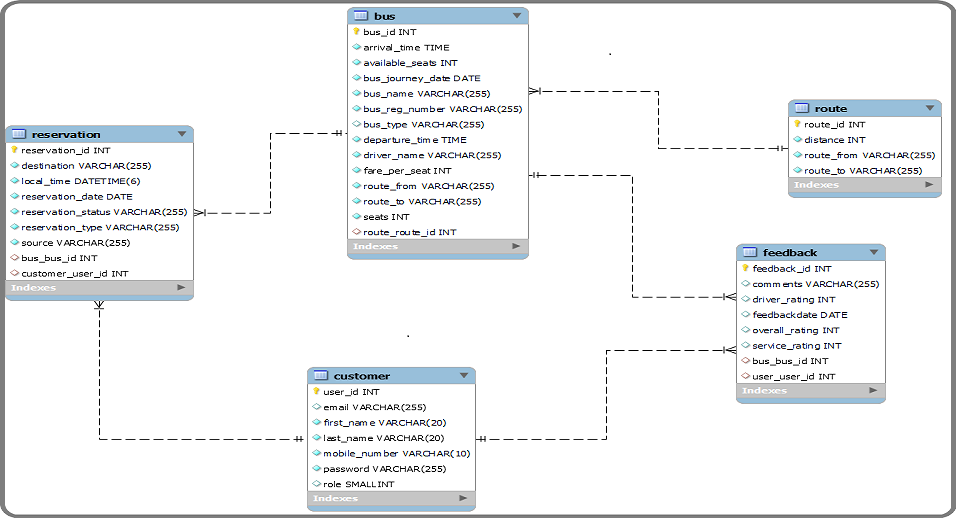 bus
bus_id INT
arrival_time TIME
available_seats INT
bus_journey_date DATE
bus_name VARCHAR(255)
bus_reg_number VARCHAR(255)
bus_type VARCHAR(255)
departure_time TIME
driver_name VARCHAR(255)
fare_per_seat INT
route_from VARCHAR(255)
route_to VARCHAR(255)
seats INT
route_route_id INT
Indexes
route
route_id INT
distance INT
route_from VARCHAR(255)
route_to VARCHAR(255)
Indexes
reservation
reservation_id INT
destination VARCHAR(255)
local_time DATETIME(6)
reservation_date DATE
reservation_status VARCHAR(255)
reservation_type VARCHAR(255)
source VARCHAR(255)
bus_bus_id INT
customer_user_id INT
Indexes
feedback
feedback_id INT
comments VARCHAR(255)
driver_rating INT
feedbackdate DATE
overall_rating INT
service_rating INT
bus_bus_id INT
user_user_id INT
Indexes
customer
user_id INT
email VARCHAR(255)
first_name VARCHAR(20)
last_name VARCHAR(20)
mobile_number VARCHAR(10)
password VARCHAR(255)
role SMALLINT
Indexes